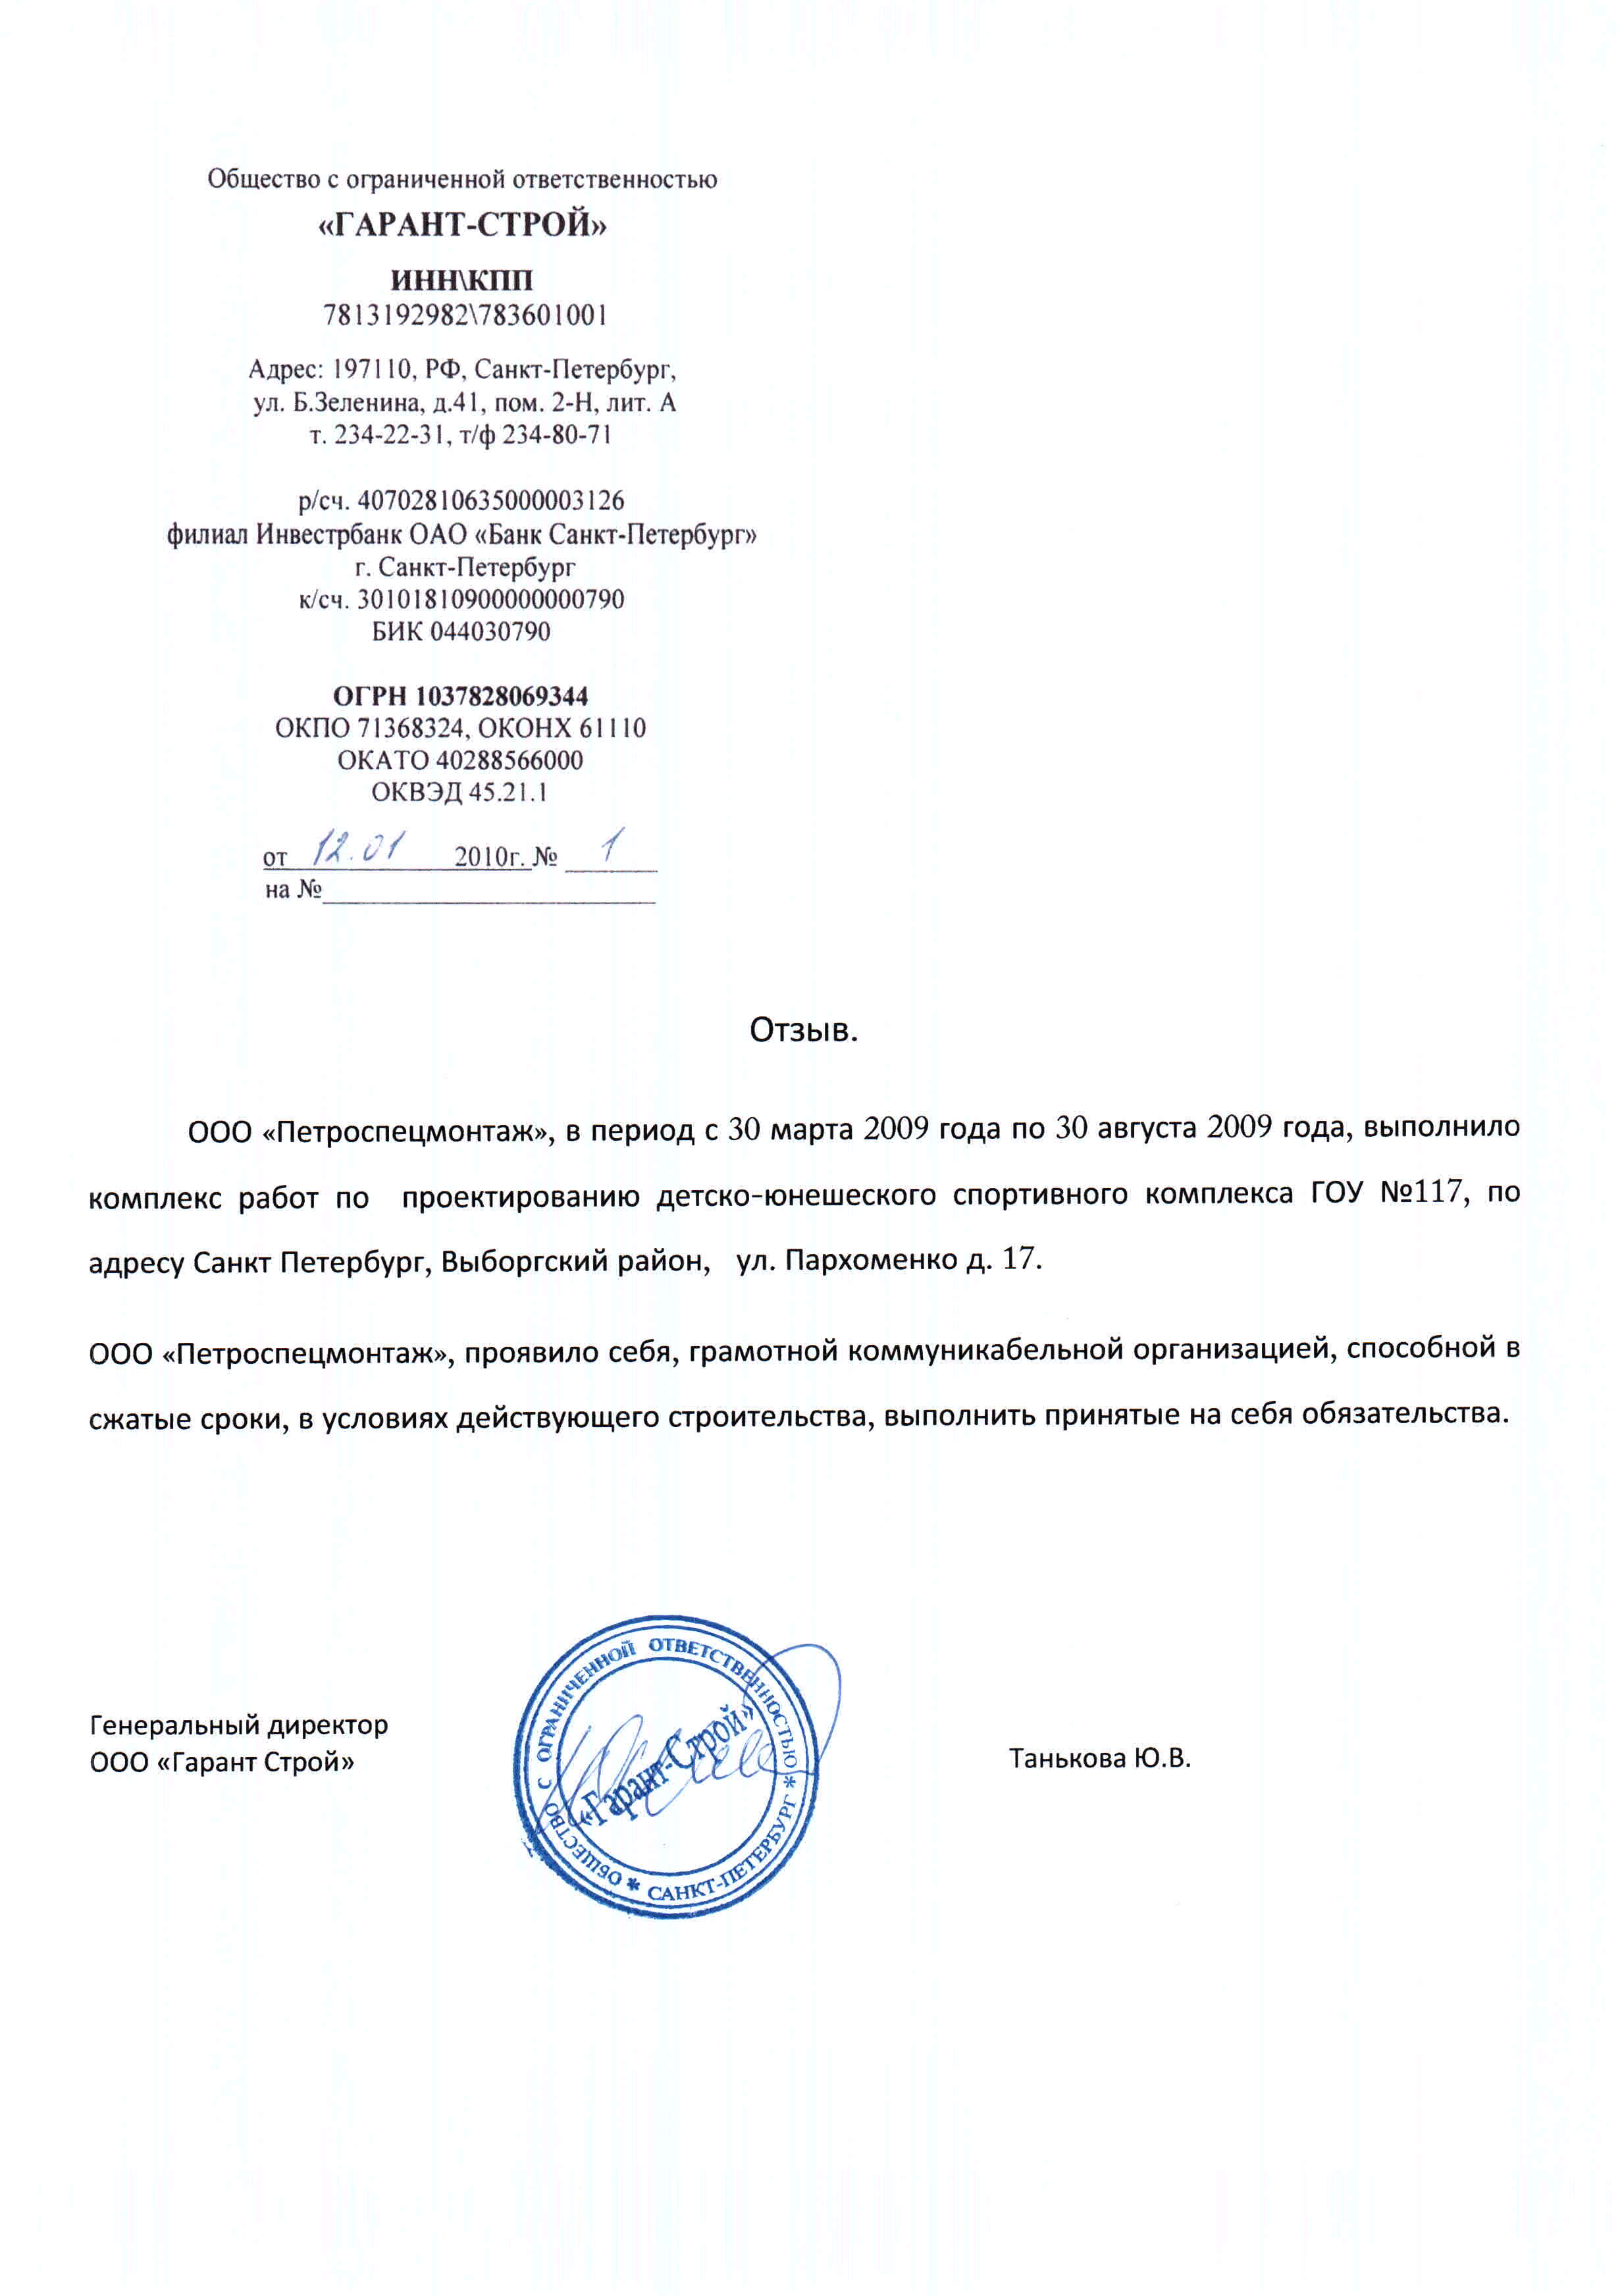 Общество с ограниченной ответственностью
«ГАРАНТ-СТРОЙ»
ИНН\КПП
7813192982\783601001
Адрес: 197110, РФ, Санкт-Петербург,
ул. Б.Зеленина, д.41, пом. 2-Н, лит. А
т. 234-22-31, т/ф 234-80-71
р/сч. 40702810635000003126
филиал Инвестрбанк ОАО «Банк Санкт-Петербург»
г. Санкт-Петербург
к/сч. 30101810900000000790
БИК 044030790
ОГРН 1037828069344
ОКПО 71368324, ОКОНХ 61110
ОКАТО 40288566000
ОКВЭД 45.21.1
от 12.01 2010г. № 1
на №
Отзыв.
ООО «Петроспецмонтаж», в период с 30 марта 2009 года по 30 августа 2009 года, выполнило
комплекс работ по проектированию детско-юнешеского спортивного комплекса ГОУ №117, по
адресу Санкт Петербург, Выборгский район, ул. Пархоменко д. 17.
ООО «Петроспецмонтаж», проявило себя, грамотной коммуникабельной организацией, способной в
сжатые сроки, в условиях действующего строительства, выполнить принятые на себя обязательства.
Генеральный директор
ООО «Гарант Строй»
Танькова Ю.В.
ОБЩЕСТВО С ОГРАНИЧЕННОЙ ОТВЕТСТВЕННОСТЬЮ * САНКТ-ПЕТЕРБУРГ *
«Гарант-Строй»